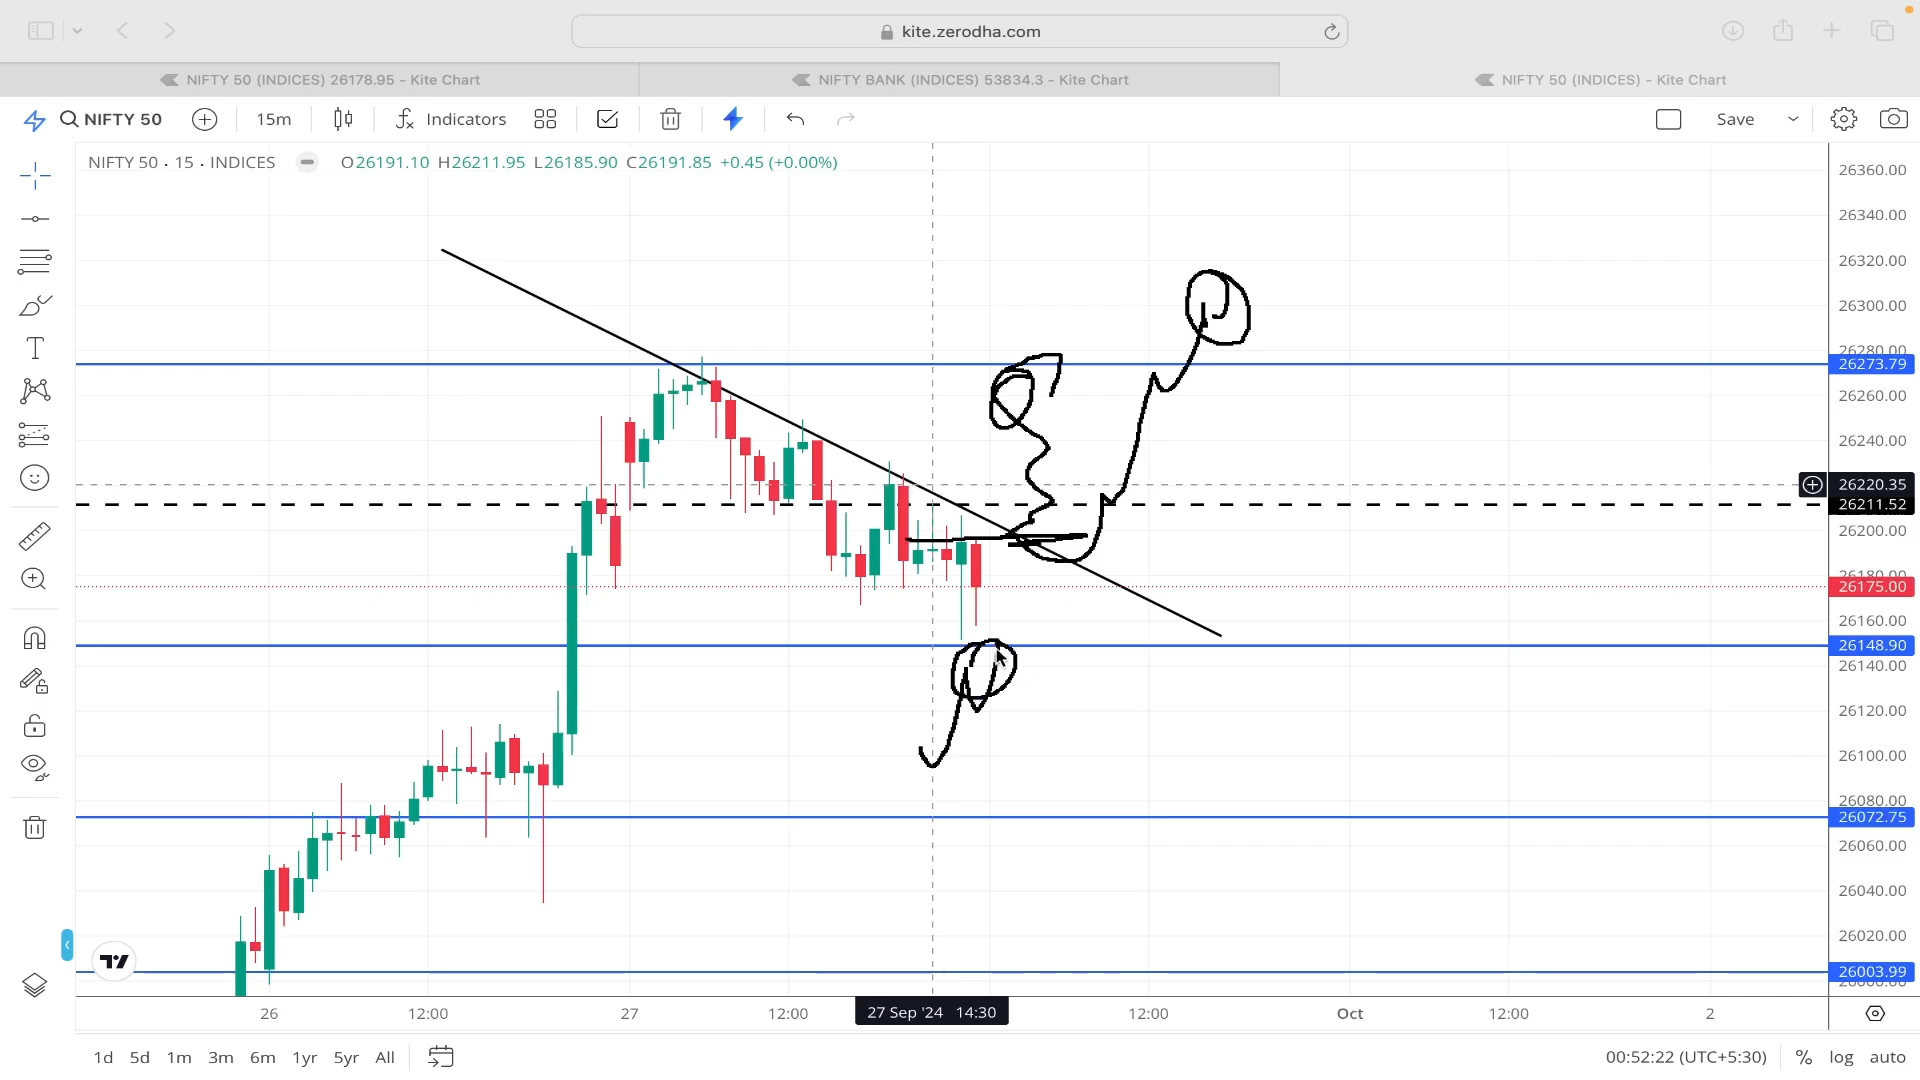 kite.zerodha.com
NIFTY 50 (INDICES) 26178.95 - Kite Chart
NIFTY BANK (INDICES) 53834.3 - Kite Chart
NIFTY 50 (INDICES) - Kite Chart
NIFTY 50
15m
Indicators
Save
NIFTY 50 · 15 · INDICES
O26191.10 H26211.95 L26185.90 C26191.85 +0.45 (+0.00%)
26360.00
26340.00
26320.00
26300.00
26280.00
26273.79
26260.00
26240.00
26220.35
26211.52
26200.00
26180.00
26175.00
26160.00
26148.90
26140.00
26120.00
26100.00
26080.00
26072.75
26060.00
26040.00
26020.00
26003.99
26000.00
26
12:00
27
12:00
27 Sep '24 14:30
12:00
Oct
12:00
2
1d 5d 1m 3m 6m 1yr 5yr All
00:52:22 (UTC+5:30)
% log auto